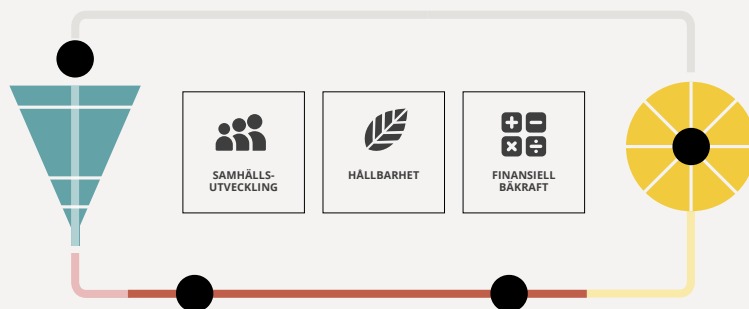 SAMHÄLLS-
UTVECKLING
HÅLLBARHET
FINANSIELL
BÄKRAFT